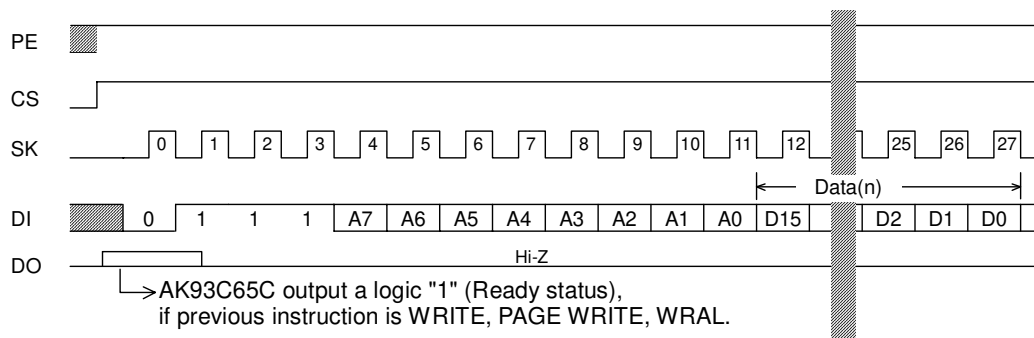 PE
CS
SK 0 1 2 3 4 5 6 7 8 9 10 11 12 25 26 27
Data(n)
DI 0 1 1 1 A7 A6 A5 A4 A3 A2 A1 A0 D15 D2 D1 D0
DO Hi-Z
AK93C65C output a logic "1" (Ready status),
if previous instruction is WRITE, PAGE WRITE, WRAL.